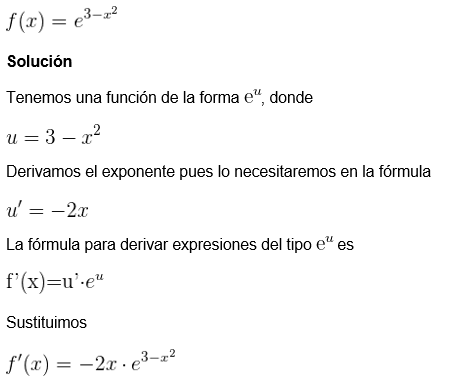 f(x) = e^{3−x^2}
Solución
Tenemos una función de la forma e^u, donde
u = 3 − x^2
Derivamos el exponente pues lo necesitaremos en la fórmula
u′ = −2x
La fórmula para derivar expresiones del tipo e^u es
f'(x)=u'·e^u
Sustituimos
f′(x) = −2x · e^{3−x^2}